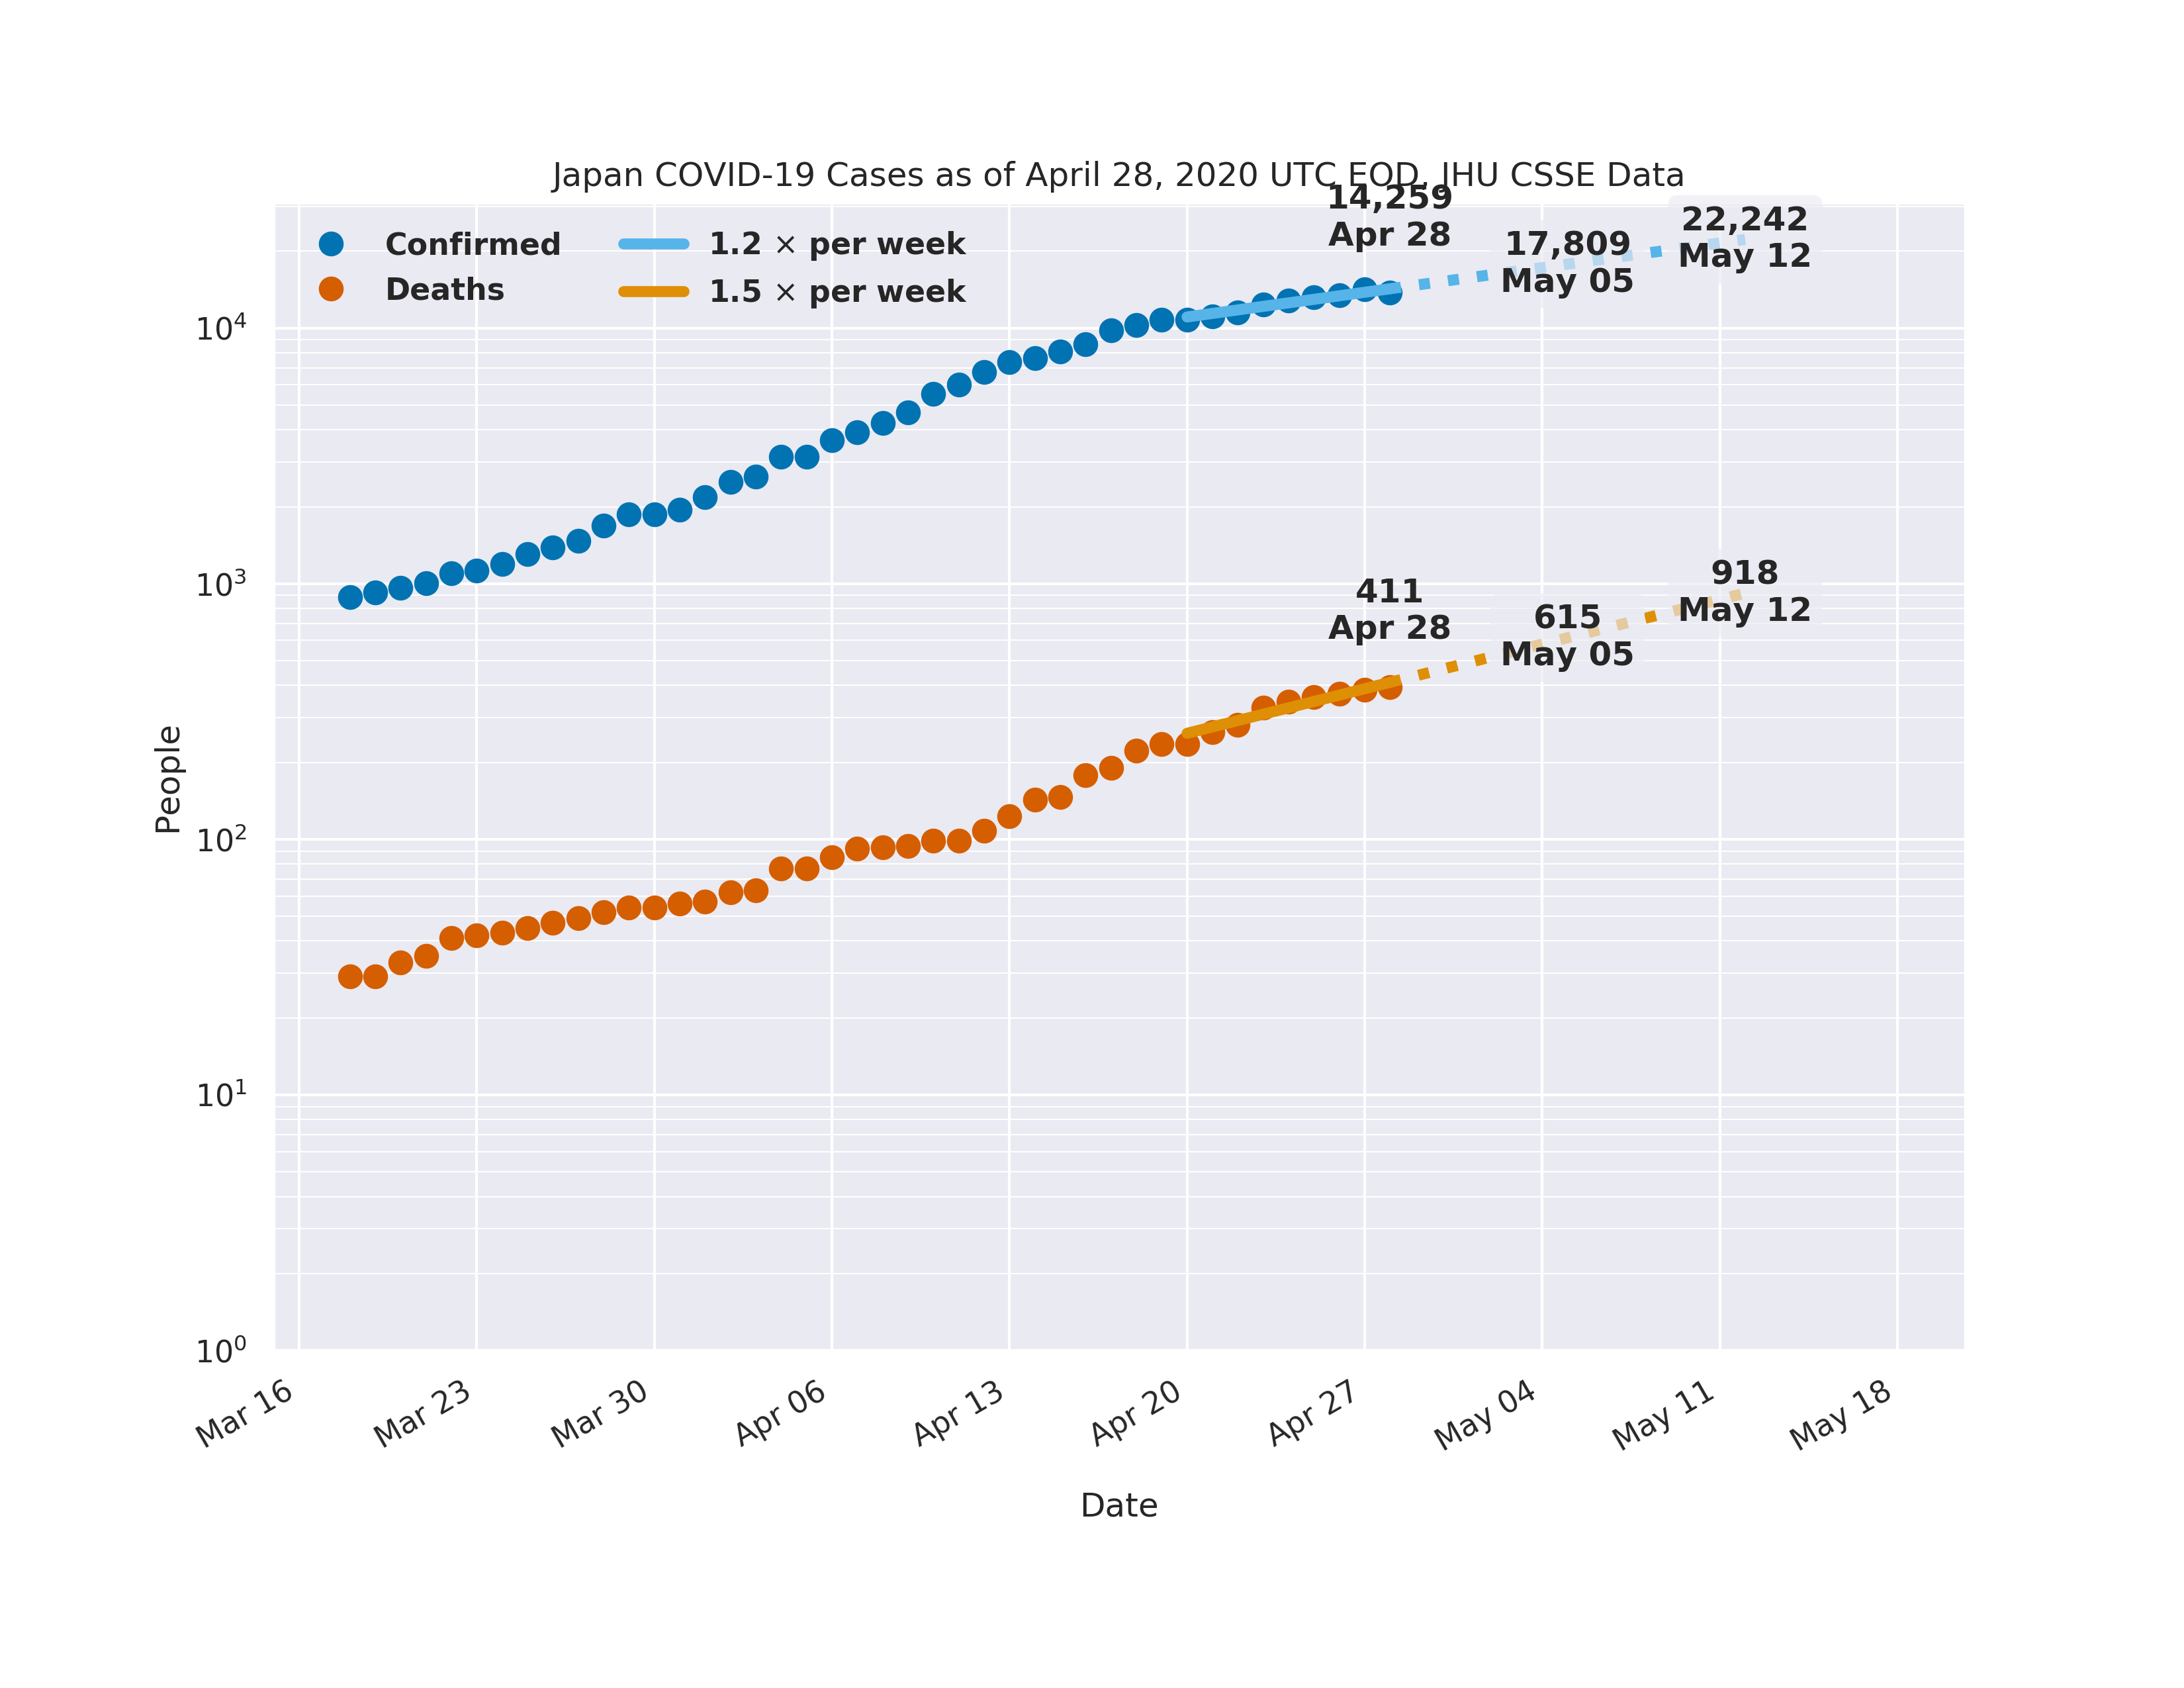 Japan COVID-19 Cases as of April 28, 2020 UTC EOD, JHU CSSE Data
14,259
Apr 28
17,809
May 05
22,242
May 12
Confirmed
Deaths
1.2 × per week
1.5 × per week
411
Apr 28
615
May 05
918
May 12
People
10⁴
10³
10²
10¹
10⁰
Mar 16
Mar 23
Mar 30
Apr 06
Apr 13
Apr 20
Apr 27
May 04
May 11
May 18
Date